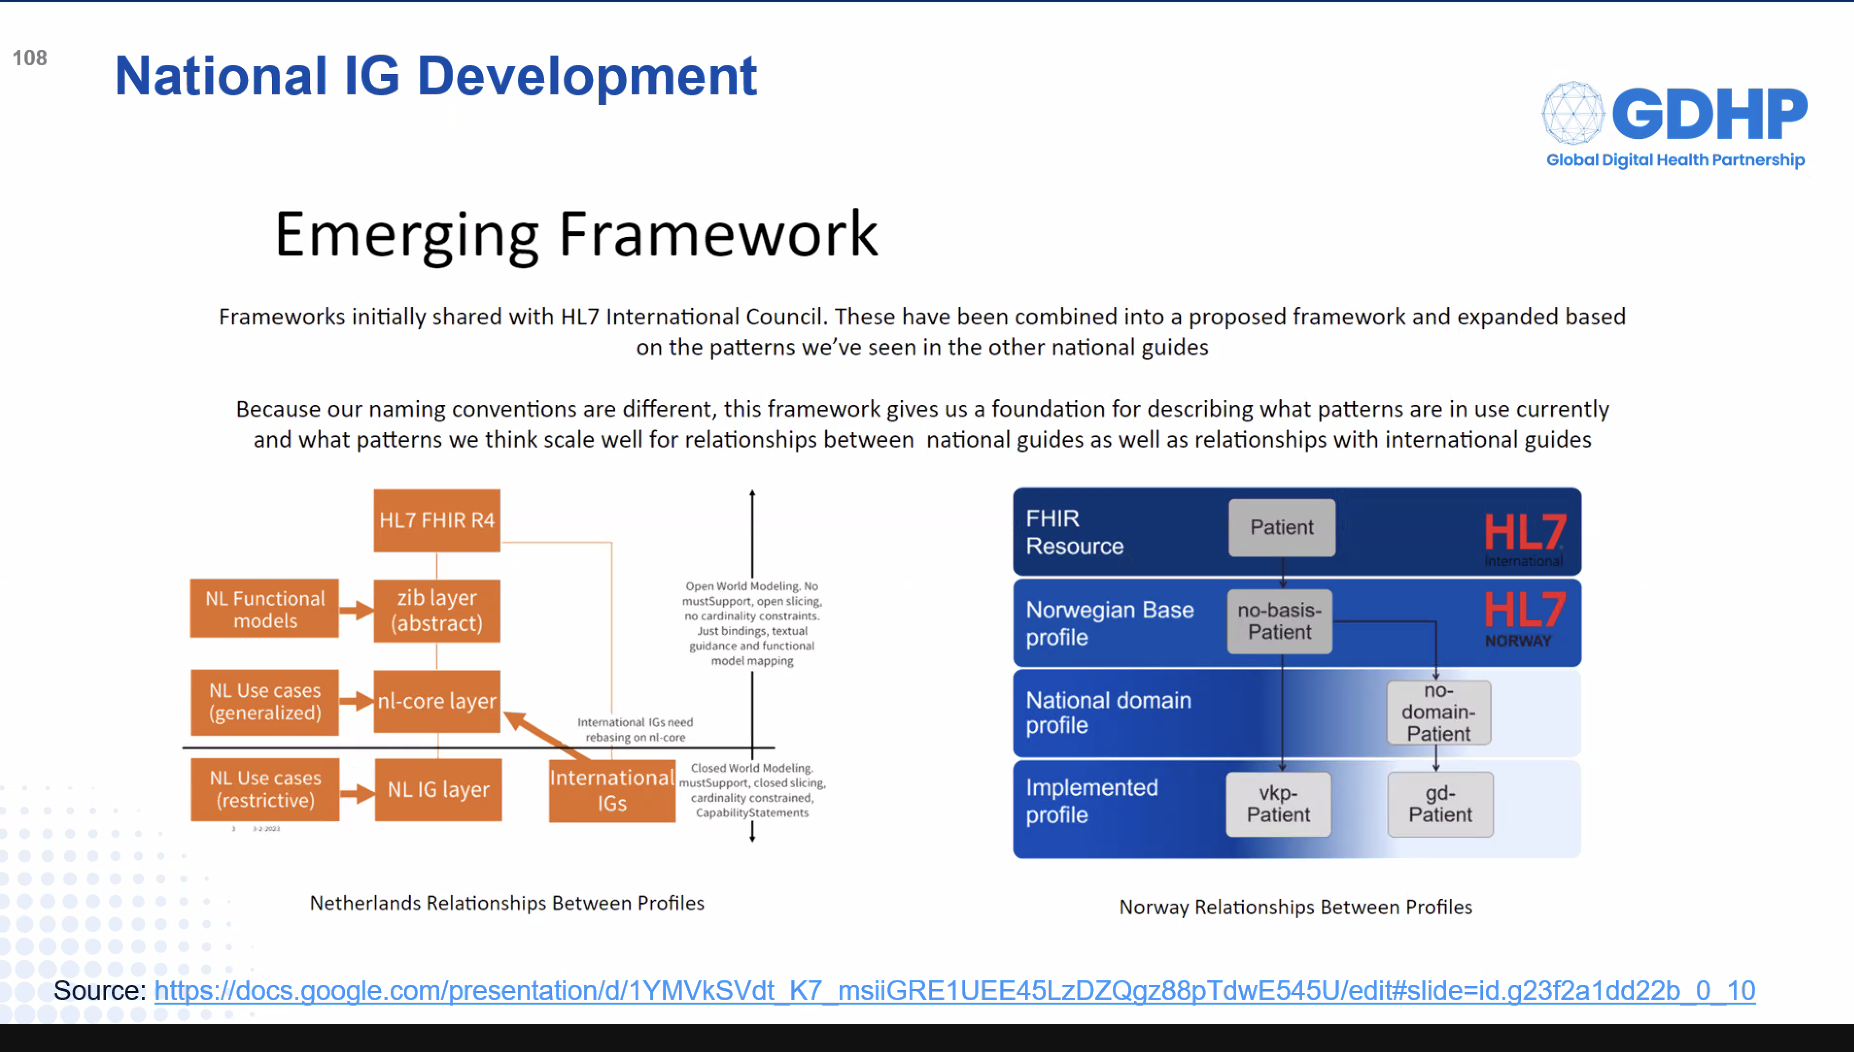 108
National IG Development
GDHP
Global Digital Health Partnership
Emerging Framework
Frameworks initially shared with HL7 International Council. These have been combined into a proposed framework and expanded based
on the patterns we've seen in the other national guides
Because our naming conventions are different, this framework gives us a foundation for describing what patterns are in use currently
and what patterns we think scale well for relationships between national guides as well as relationships with international guides
HL7 FHIR R4
NL Functional
models
zib layer
(abstract)
NL Use cases
(generalized)
nl-core layer
NL Use cases
(restrictive)
NL IG layer
International
IGs
International IGs need
rebasing on nl-core
Open World Modeling. No
mustSupport, open slicing,
no cardinality constraints.
Just bindings, textual
guidance and functional
model mapping
Closed World Modeling.
mustSupport, closed slicing,
cardinality constrained,
CapabilityStatements
3 3-2-2023
Netherlands Relationships Between Profiles
FHIR
Resource
Patient
HL7
International
Norwegian Base
profile
no-basis-
Patient
HL7
NORWAY
National domain
profile
no-
domain-
Patient
Implemented
profile
vkp-
Patient
gd-
Patient
Norway Relationships Between Profiles
Source: https://docs.google.com/presentation/d/1YMVkSVdt_K7_msiiGRE1UEE45LzDZQgz88pTdwE545U/edit#slide=id.g23f2a1dd22b_0_10